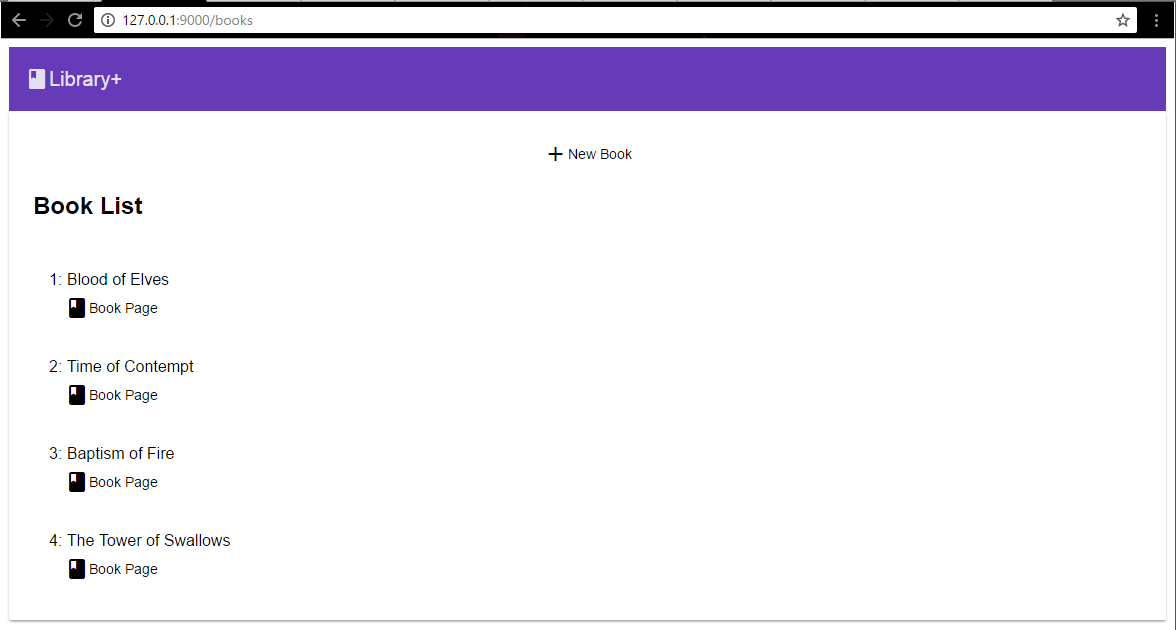 127.0.0.1:9000/books
Library+
New Book
Book List
1: Blood of Elves
Book Page
2: Time of Contempt
Book Page
3: Baptism of Fire
Book Page
4: The Tower of Swallows
Book Page